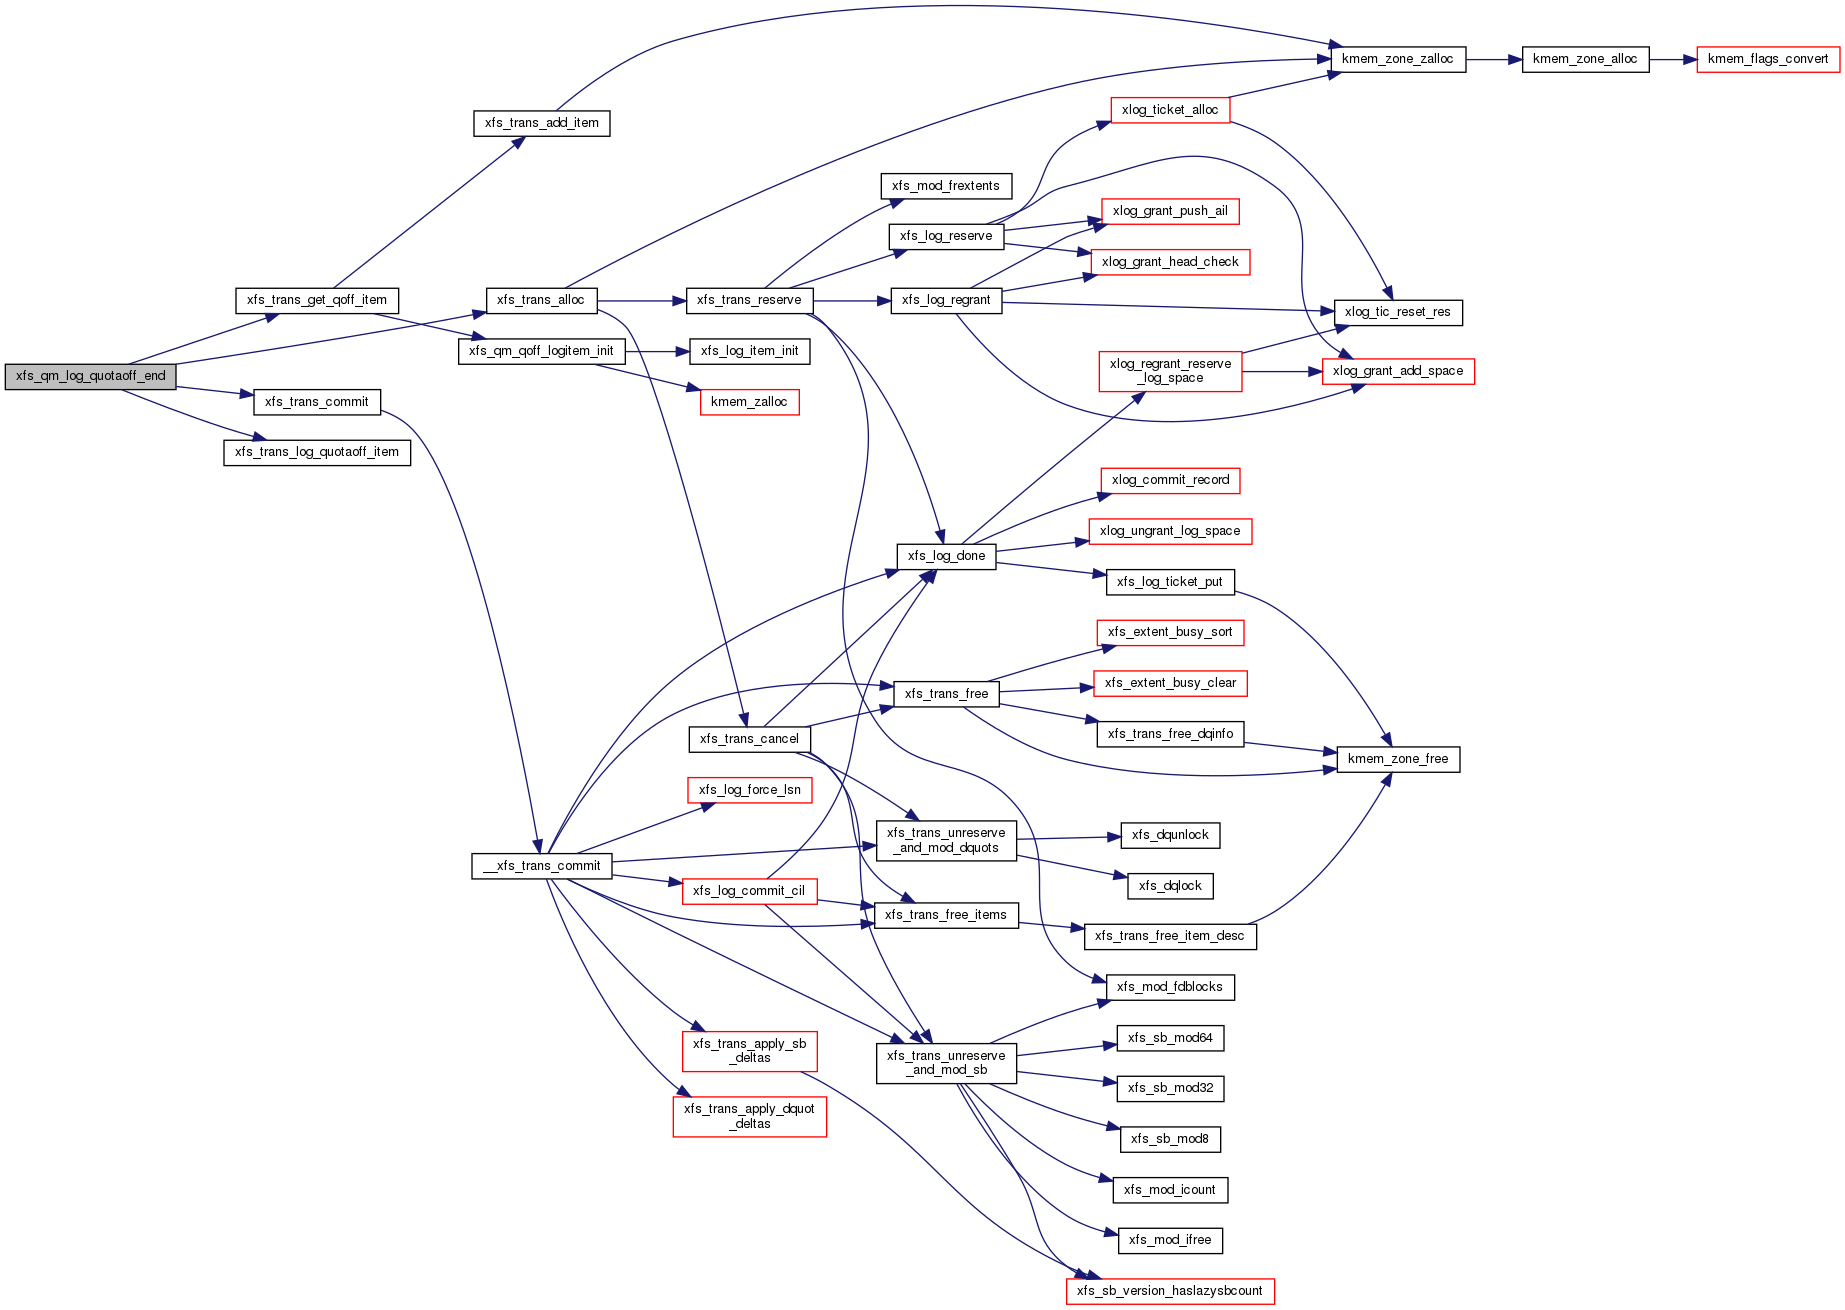 kmem_zone_zalloc
kmem_zone_alloc
kmem_flags_convert
xfs_trans_add_item
xlog_ticket_alloc
xfs_mod_frextents
xlog_grant_push_ail
xfs_log_reserve
xlog_grant_head_check
xfs_trans_get_qoff_item
xfs_trans_alloc
xfs_trans_reserve
xfs_log_regrant
xlog_tic_reset_res
xfs_qm_qoff_logitem_init
xfs_log_item_init
xlog_regrant_reserve
_log_space
xlog_grant_add_space
xfs_qm_log_quotaoff_end
xfs_trans_commit
kmem_zalloc
xfs_trans_log_quotaoff_item
xlog_commit_record
xlog_ungrant_log_space
xfs_log_done
xfs_log_ticket_put
xfs_extent_busy_sort
xfs_extent_busy_clear
xfs_trans_free
xfs_trans_free_dqinfo
xfs_trans_cancel
kmem_zone_free
xfs_log_force_lsn
xfs_trans_unreserve
_and_mod_dquots
xfs_dqunlock
__xfs_trans_commit
xfs_log_commit_cil
xfs_dqlock
xfs_trans_free_items
xfs_trans_free_item_desc
xfs_mod_fdblocks
xfs_sb_mod64
xfs_trans_apply_sb
_deltas
xfs_trans_unreserve
_and_mod_sb
xfs_sb_mod32
xfs_trans_apply_dquot
_deltas
xfs_sb_mod8
xfs_mod_icount
xfs_mod_ifree
xfs_sb_version_haslazysbcount